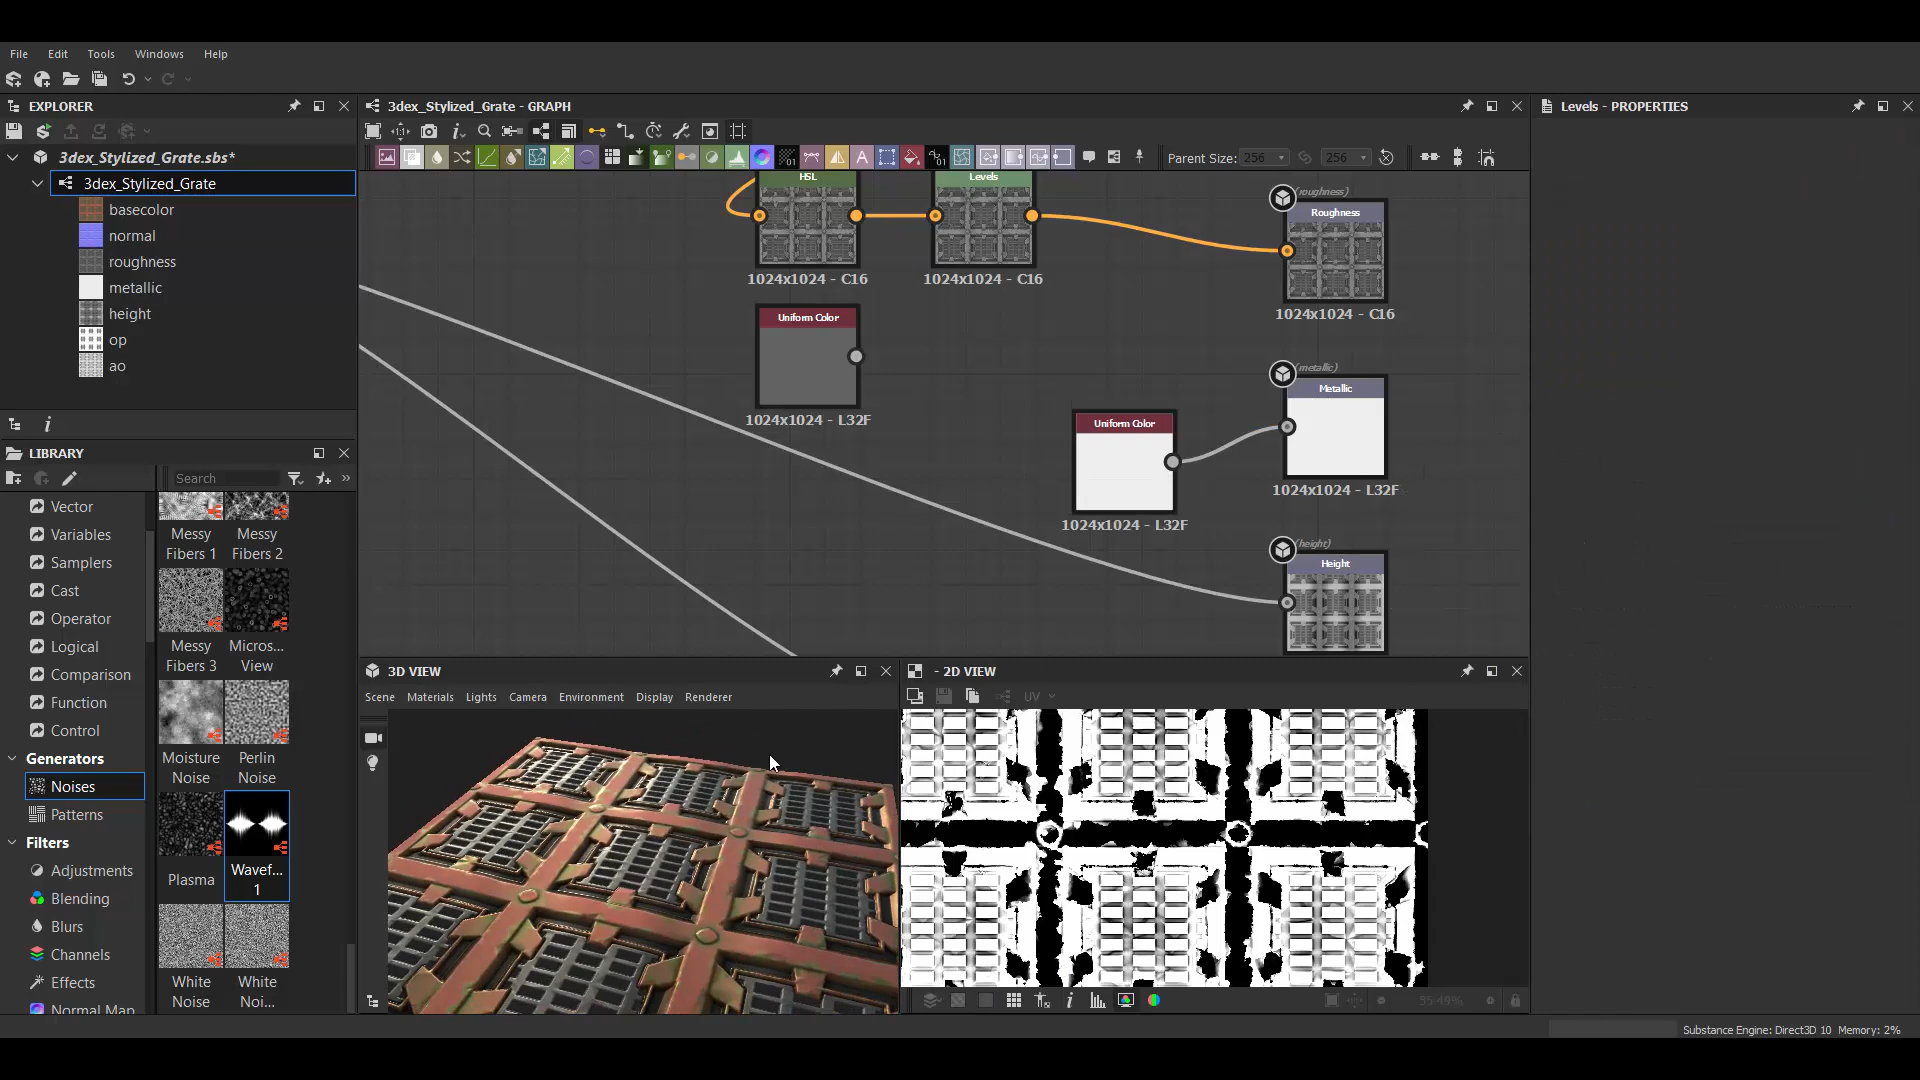 File Edit Tools Windows Help
EXPLORER
3dex_Stylized_Grate.sbs*
3dex_Stylized_Grate
basecolor
normal
roughness
metallic
height
op
ao
LIBRARY
Search
Vector
Variables
Samplers
Cast
Operator
Logical
Comparison
Function
Control
Generators
Noises
Patterns
Filters
Adjustments
Blending
Blurs
Channels
Effects
Normal Map
Messy Fibers 1
Messy Fibers 2
Messy Fibers 3
Micros... View
Moisture Noise
Perlin Noise
Plasma
Wavef... 1
White Noise
White Noi...
3dex_Stylized_Grate - GRAPH
Parent Size: 256 256
HSL
1024x1024 - C16
Levels
1024x1024 - C16
(roughness)
Roughness
1024x1024 - C16
Uniform Color
1024x1024 - L32F
(metallic)
Metallic
1024x1024 - L32F
Uniform Color
1024x1024 - L32F
(height)
Height
3D VIEW
Scene Materials Lights Camera Environment Display Renderer
- 2D VIEW
UV
35.49%
Levels - PROPERTIES
Substance Engine: Direct3D 10 Memory: 2%